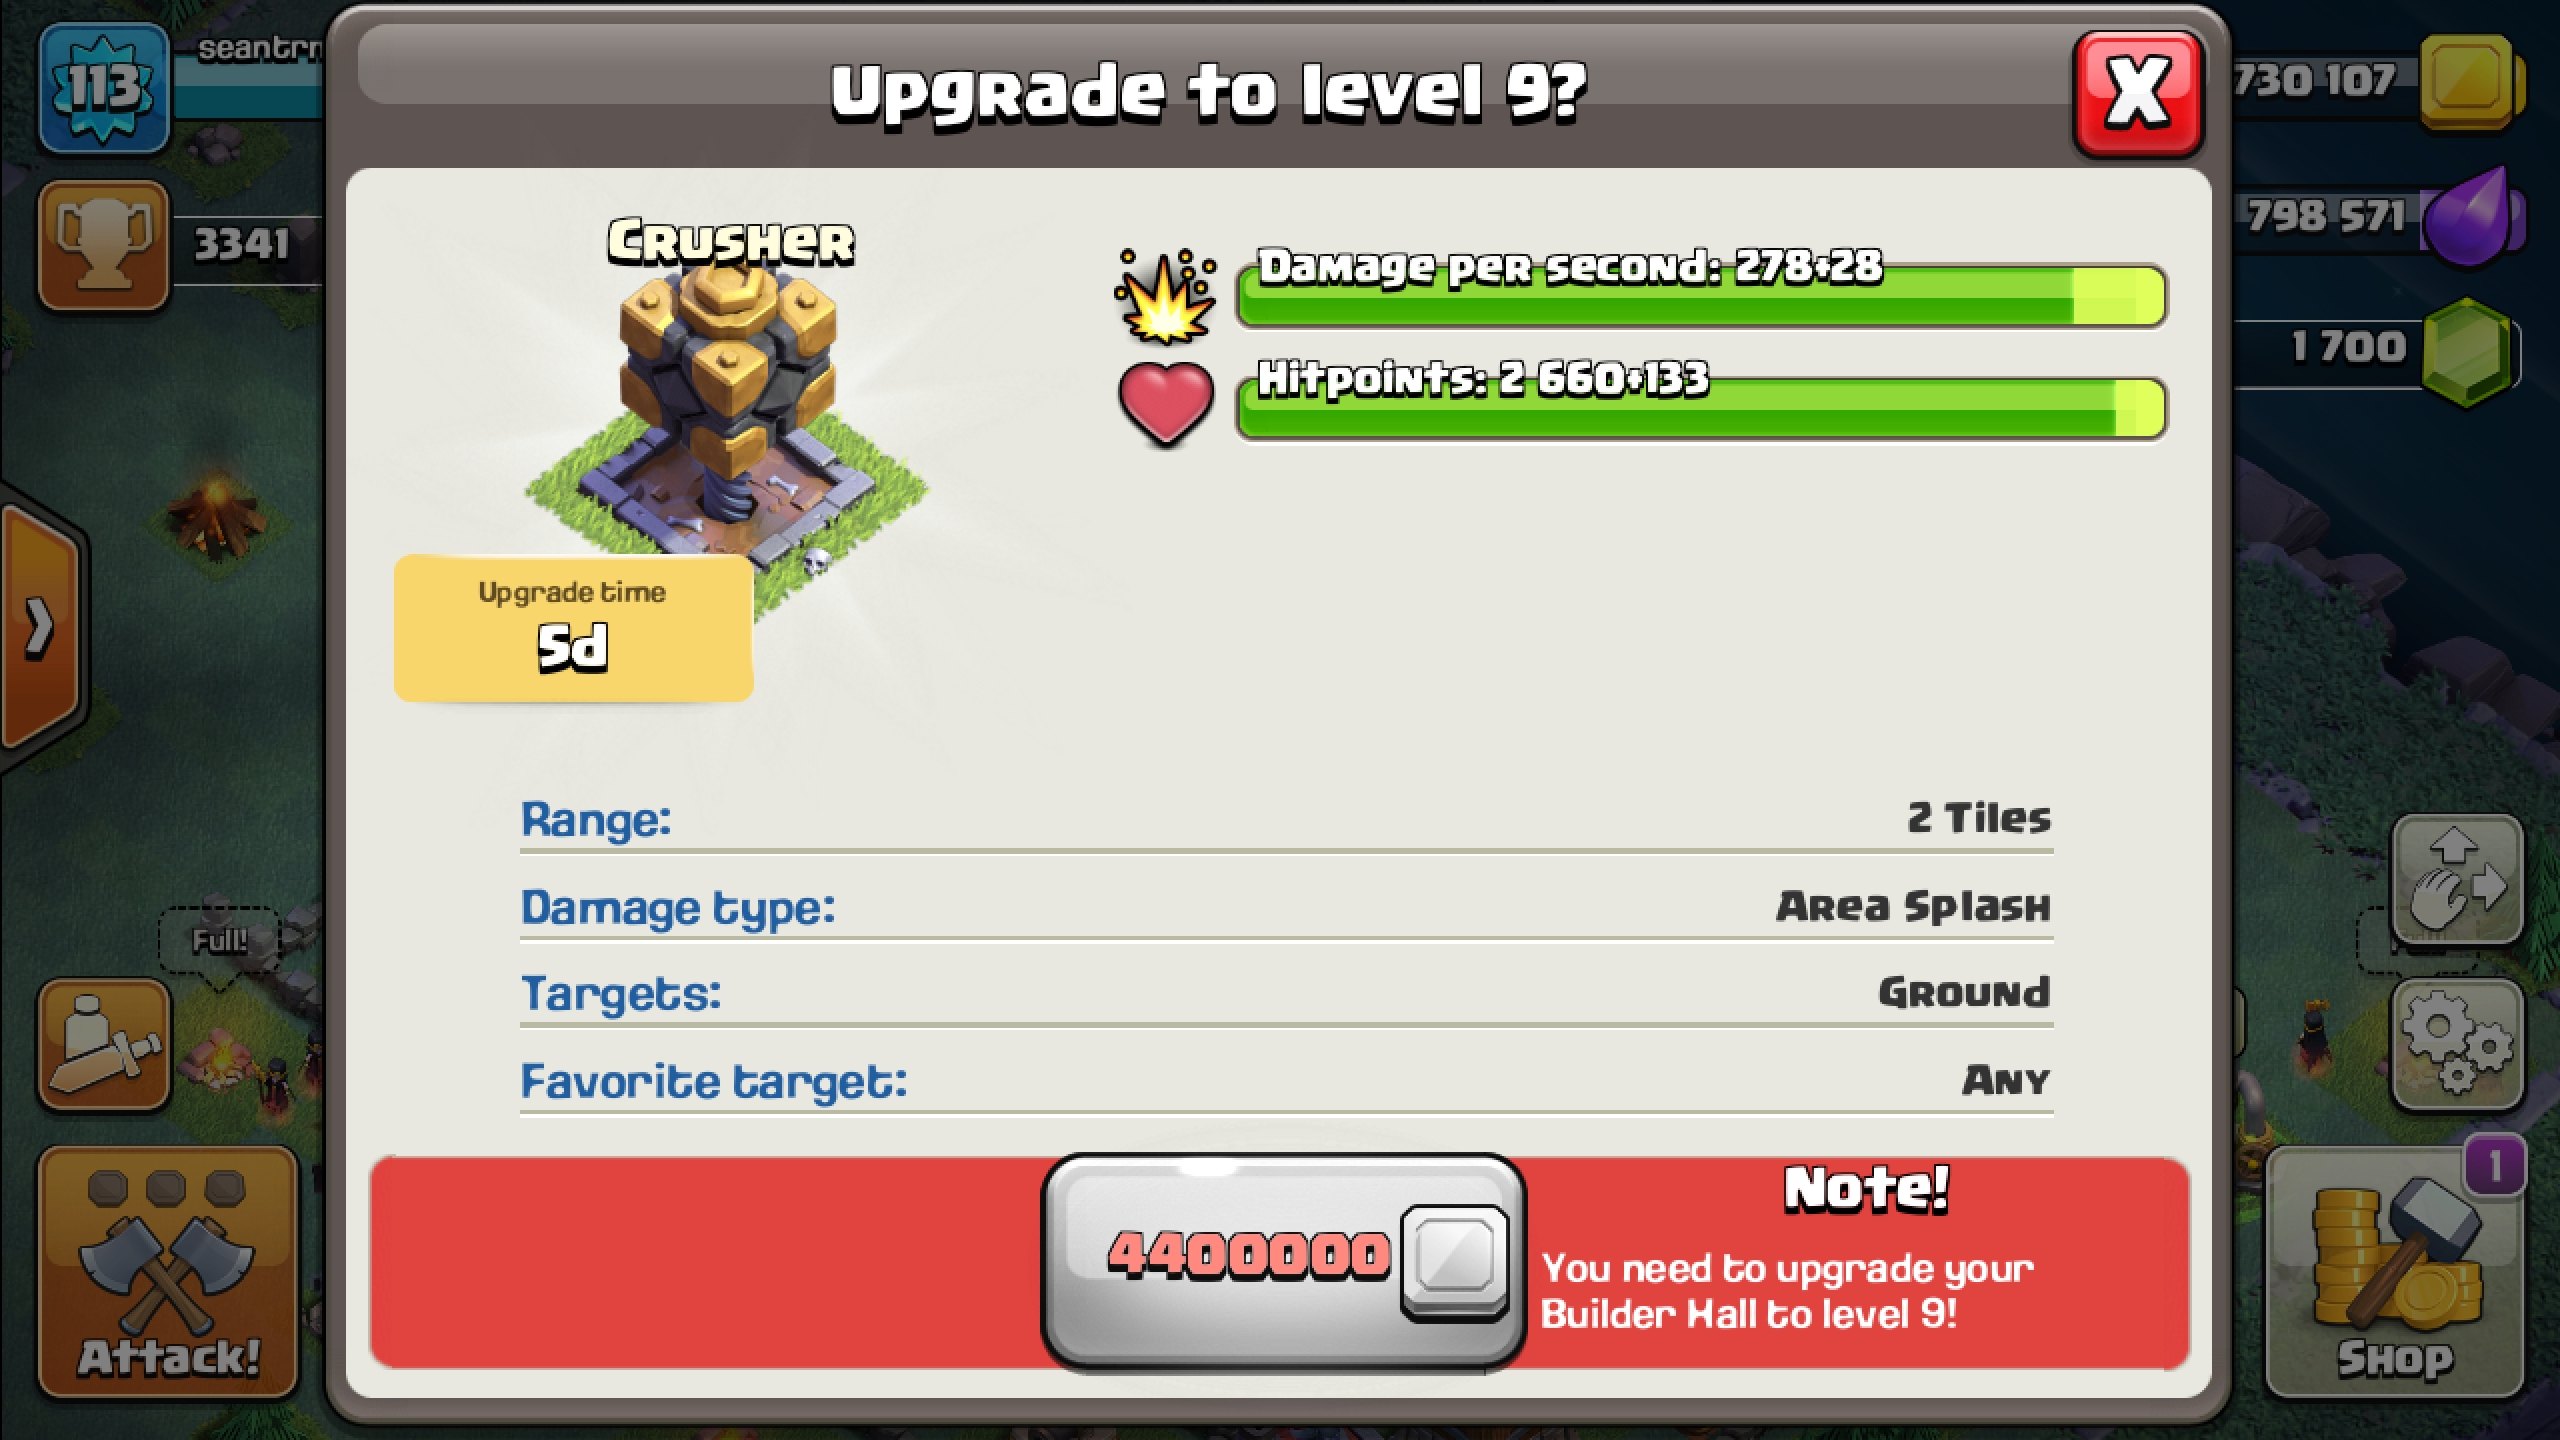 113
seantrn
Upgrade to level 9?
X
730 107
3341
Crusher
Damage per second: 278+28
798 571
Hitpoints: 2 660+133
1 700
Upgrade time
5d
Range:
2 Tiles
Damage type:
Area Splash
Full!
Targets:
Ground
Favorite target:
Any
4400000
Note!
You need to upgrade your
Builder Hall to level 9!
1
Attack!
Shop